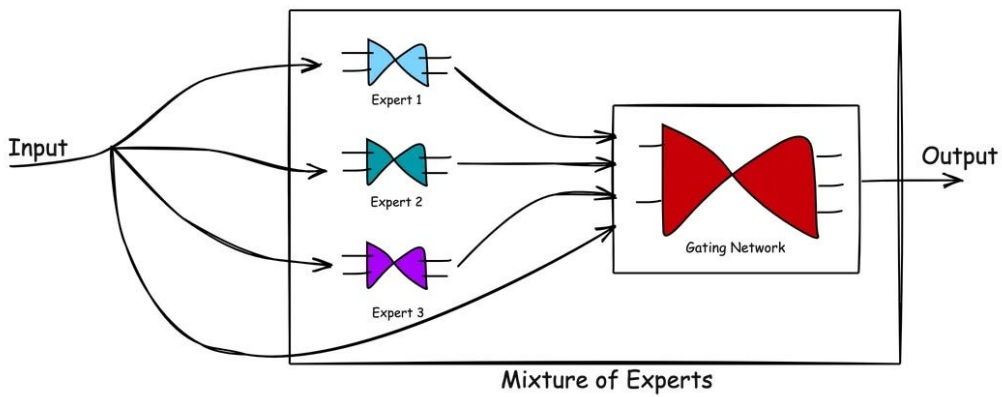 Input
Expert 1
Expert 2
Expert 3
Gating Network
Output
Mixture of Experts